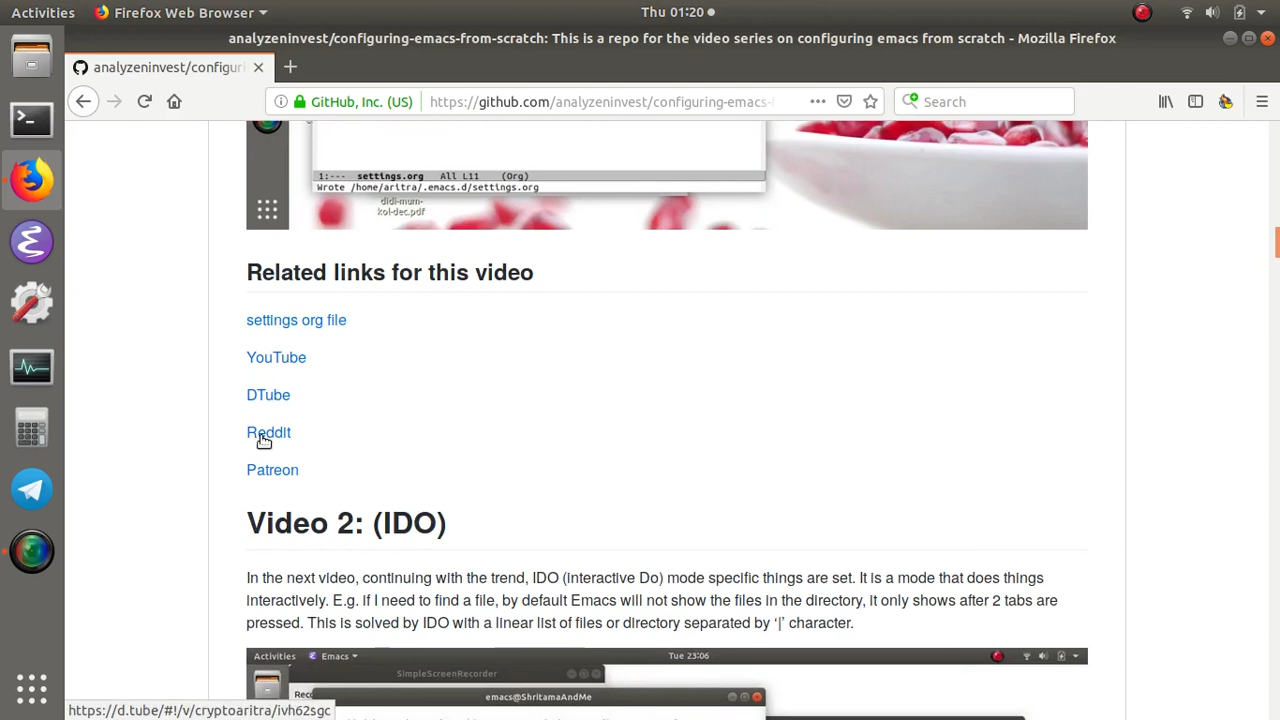 Activities Firefox Web Browser Thu 01:20
analyzeninvest/configuring-emacs-from-scratch: This is a repo for the video series on configuring emacs from scratch - Mozilla Firefox
analyzeninvest/configuri
GitHub, Inc. (US) https://github.com/analyzeninvest/configuring-emacs- Search
1:--- settings.org All L11 (Org)
Wrote /home/aritra/.emacs.d/settings.org
didi-mum-
kol-dec.pdf
Related links for this video
settings org file
YouTube
DTube
Reddit
Patreon
Video 2: (IDO)
In the next video, continuing with the trend, IDO (interactive Do) mode specific things are set. It is a mode that does things
interactively. E.g. if I need to find a file, by default Emacs will not show the files in the directory, it only shows after 2 tabs are
pressed. This is solved by IDO with a linear list of files or directory separated by ‘|’ character.
Activities Emacs Tue 23:06
SimpleScreenRecorder
emacs@ShritamaAndMe
https://d.tube/#!/v/cryptoaritra/ivh62sgc